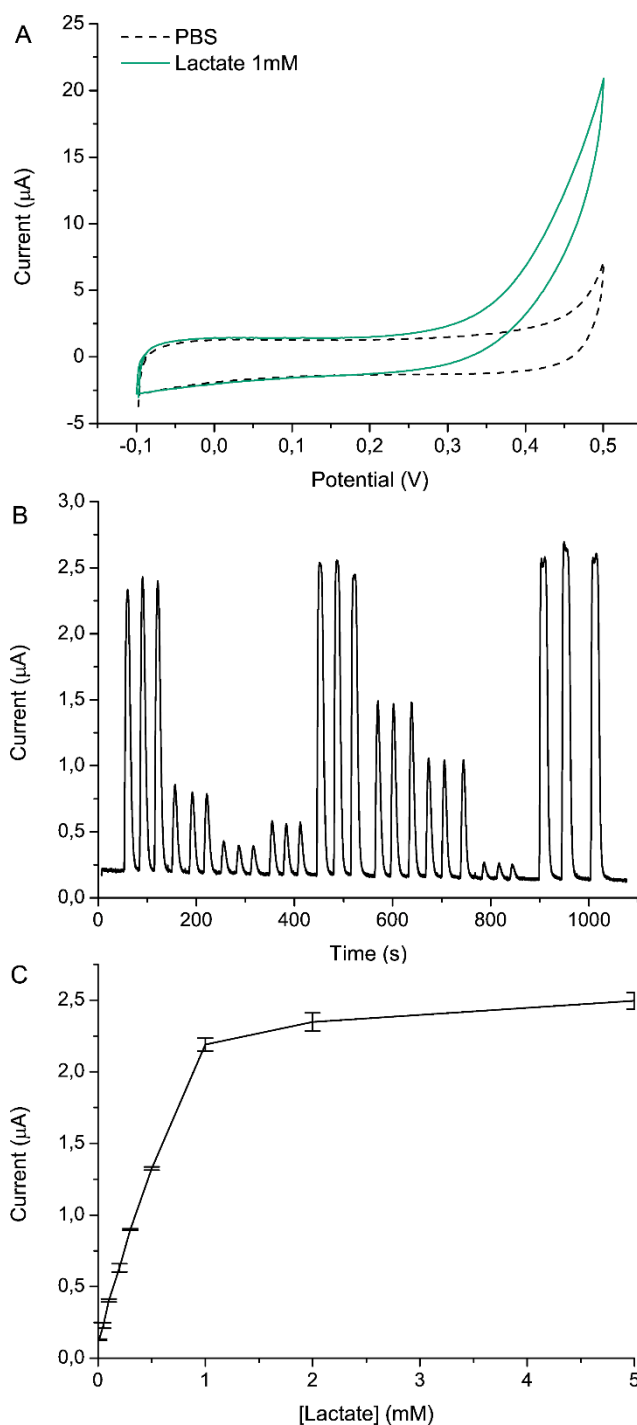 A
PBS
Lactate 1mM
25
20
15
10
5
0
-5
Current (μA)
-0,1 0,0 0,1 0,2 0,3 0,4 0,5
Potential (V)
B
3,0
2,5
2,0
1,5
1,0
0,5
0,0
Current (μA)
0 200 400 600 800 1000
Time (s)
C
2,5
2,0
1,5
1,0
0,5
0,0
Current (μA)
0 1 2 3 4 5
[Lactate] (mM)